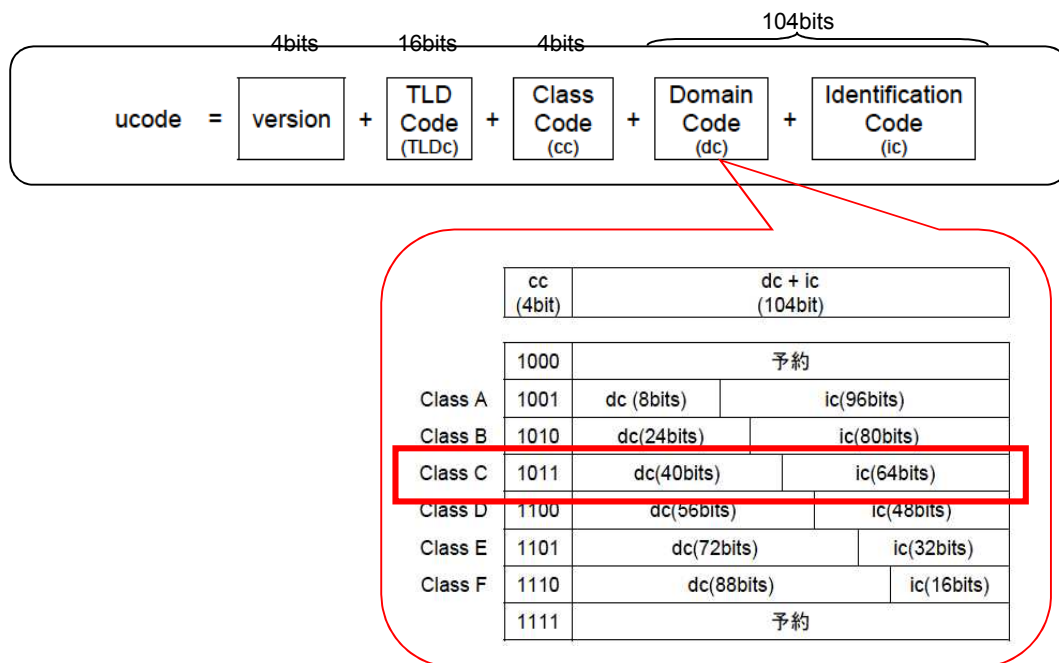 104bits
4bits 16bits 4bits
ucode = version + TLD Code (TLDc) + Class Code (cc) + Domain Code (dc) + Identification Code (ic)
cc (4bit) dc + ic (104bit)
1000 予約
Class A 1001 dc (8bits) ic(96bits)
Class B 1010 dc(24bits) ic(80bits)
Class C 1011 dc(40bits) ic(64bits)
Class D 1100 dc(56bits) ic(48bits)
Class E 1101 dc(72bits) ic(32bits)
Class F 1110 dc(88bits) ic(16bits)
1111 予約